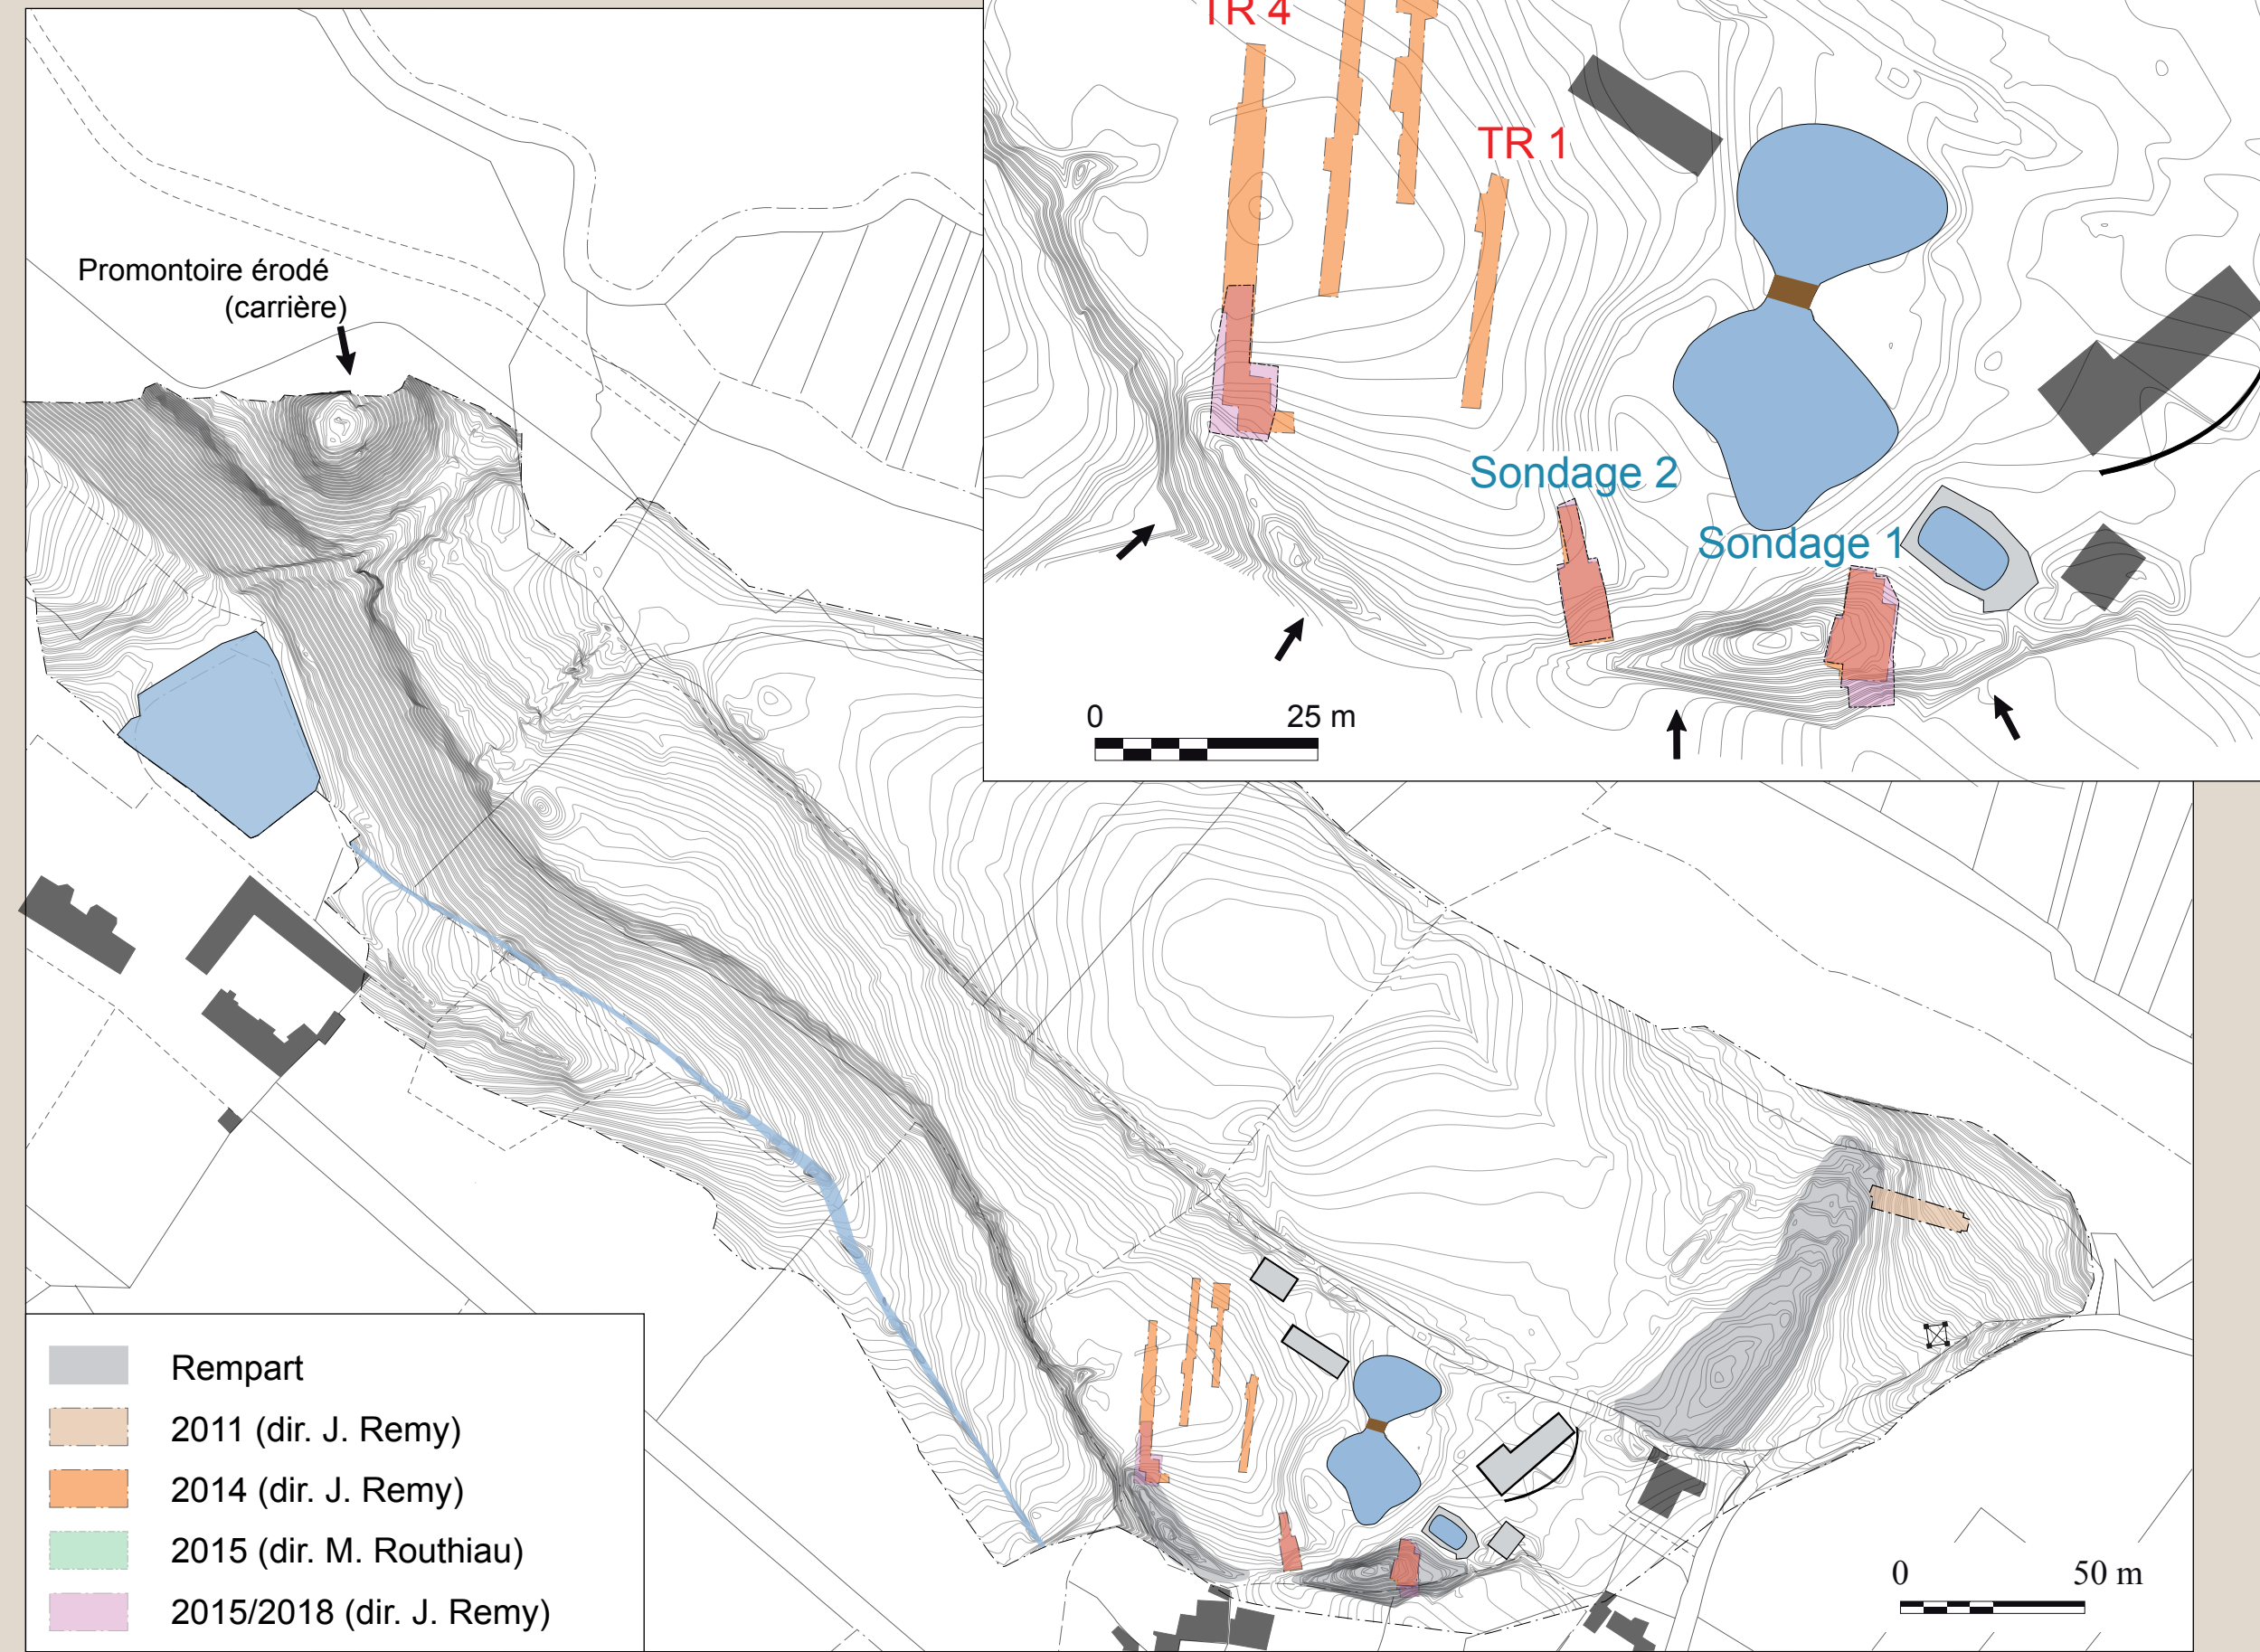 TR 4
TR 1
Promontoire érodé
(carrière)
Sondage 2
Sondage 1
0 25 m
Rempart
2011 (dir. J. Remy)
2014 (dir. J. Remy)
2015 (dir. M. Routhiau)
2015/2018 (dir. J. Remy)
0 50 m